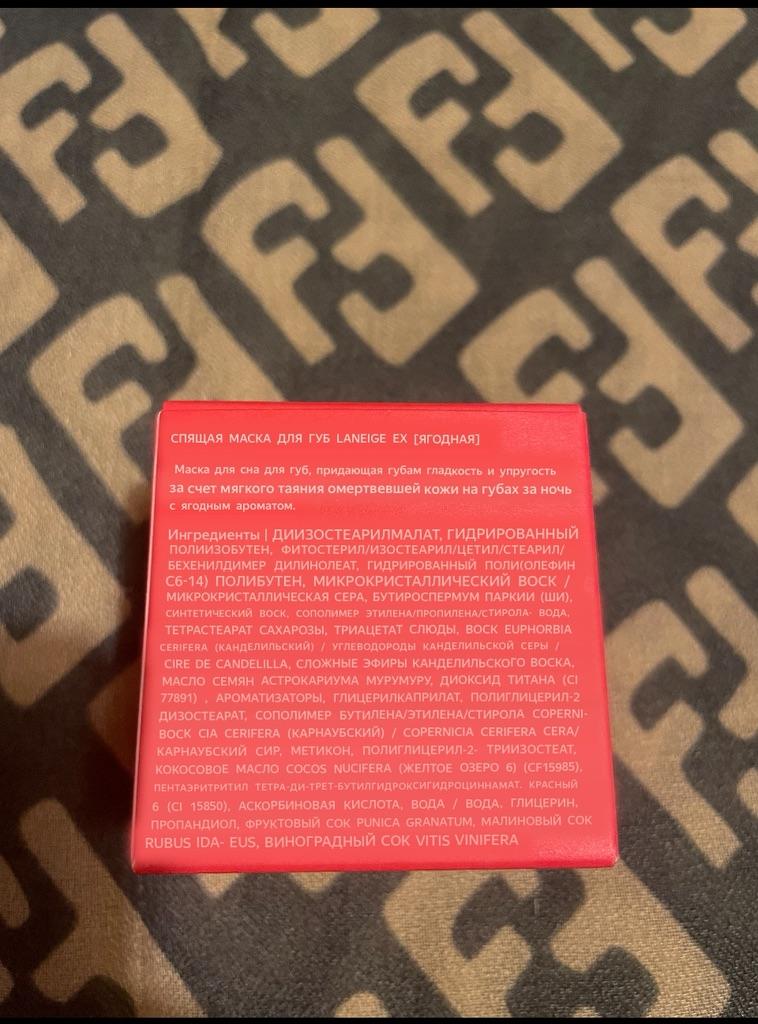 СПЯЩАЯ МАСКА ДЛЯ ГУБ LANEIGE EX [ЯГОДНАЯ]
Маска для сна для губ, придающая губам гладкость и упругость
за счет мягкого таяния омертвевшей кожи на губах за ночь
с ягодным ароматом.
Ингредиенты | ДИИЗОСТЕАРИЛМАЛАТ, ГИДРИРОВАННЫЙ
ПОЛИИЗОБУТЕН, ФИТОСТЕРИЛ/ИЗОСТЕАРИЛ/ЦЕТИЛ/СТЕАРИЛ/
БЕХЕНИЛДИМЕР ДИЛИНОЛЕАТ, ГИДРИРОВАННЫЙ ПОЛИ(ОЛЕФИН
С6-14) ПОЛИБУТЕН, МИКРОКРИСТАЛЛИЧЕСКИЙ ВОСК /
МИКРОКРИСТАЛЛИЧЕСКАЯ СЕРА, БУТИРОСПЕРМУМ ПАРКИИ (ШИ),
СИНТЕТИЧЕСКИЙ ВОСК, СОПОЛИМЕР ЭТИЛЕНА/ПРОПИЛЕНА/СТИРОЛА- ВОДА,
ТЕТРАСТЕАРАТ САХАРОЗЫ, ТРИАЦЕТАТ СЛЮДЫ, ВОСК EUPHORBIA
CERIFERA (КАНДЕЛИЛЬСКИЙ) / УГЛЕВОДОРОДЫ КАНДЕЛИЛЬСКОЙ СЕРЫ /
CIRE DE CANDELILLA, СЛОЖНЫЕ ЭФИРЫ КАНДЕЛИЛЬСКОГО ВОСКА,
МАСЛО СЕМЯН АСТРОКАРИУМА МУРУМУРУ, ДИОКСИД ТИТАНА (CI
77891) , АРОМАТИЗАТОРЫ, ГЛИЦЕРИЛКАПРИЛАТ, ПОЛИГЛИЦЕРИЛ-2
ДИЗОСТЕАРАТ, СОПОЛИМЕР БУТИЛЕНА/ЭТИЛЕНА/СТИРОЛА COPERNI-
ВОСК CIA CERIFERA (КАРНАУБСКИЙ) / COPERNICIA CERIFERA CERA/
КАРНАУБСКИЙ СИР, МЕТИКОН, ПОЛИГЛИЦЕРИЛ-2- ТРИИЗОСТЕАТ,
КОКОСОВОЕ МАСЛО COCOS NUCIFERA (ЖЕЛТОЕ ОЗЕРО 6) (CF15985),
ПЕНТАЭРИТРИТИЛ ТЕТРА-ДИ-ТРЕТ-БУТИЛГИДРОКСИГИДРОЦИННАМАТ. КРАСНЫЙ
6 (CI 15850), АСКОРБИНОВАЯ КИСЛОТА, ВОДА / ВОДА, ГЛИЦЕРИН,
ПРОПАНДИОЛ, ФРУКТОВЫЙ СОК PUNICA GRANATUM, МАЛИНОВЫЙ СОК
RUBUS IDA- EUS, ВИНОГРАДНЫЙ СОК VITIS VINIFERA